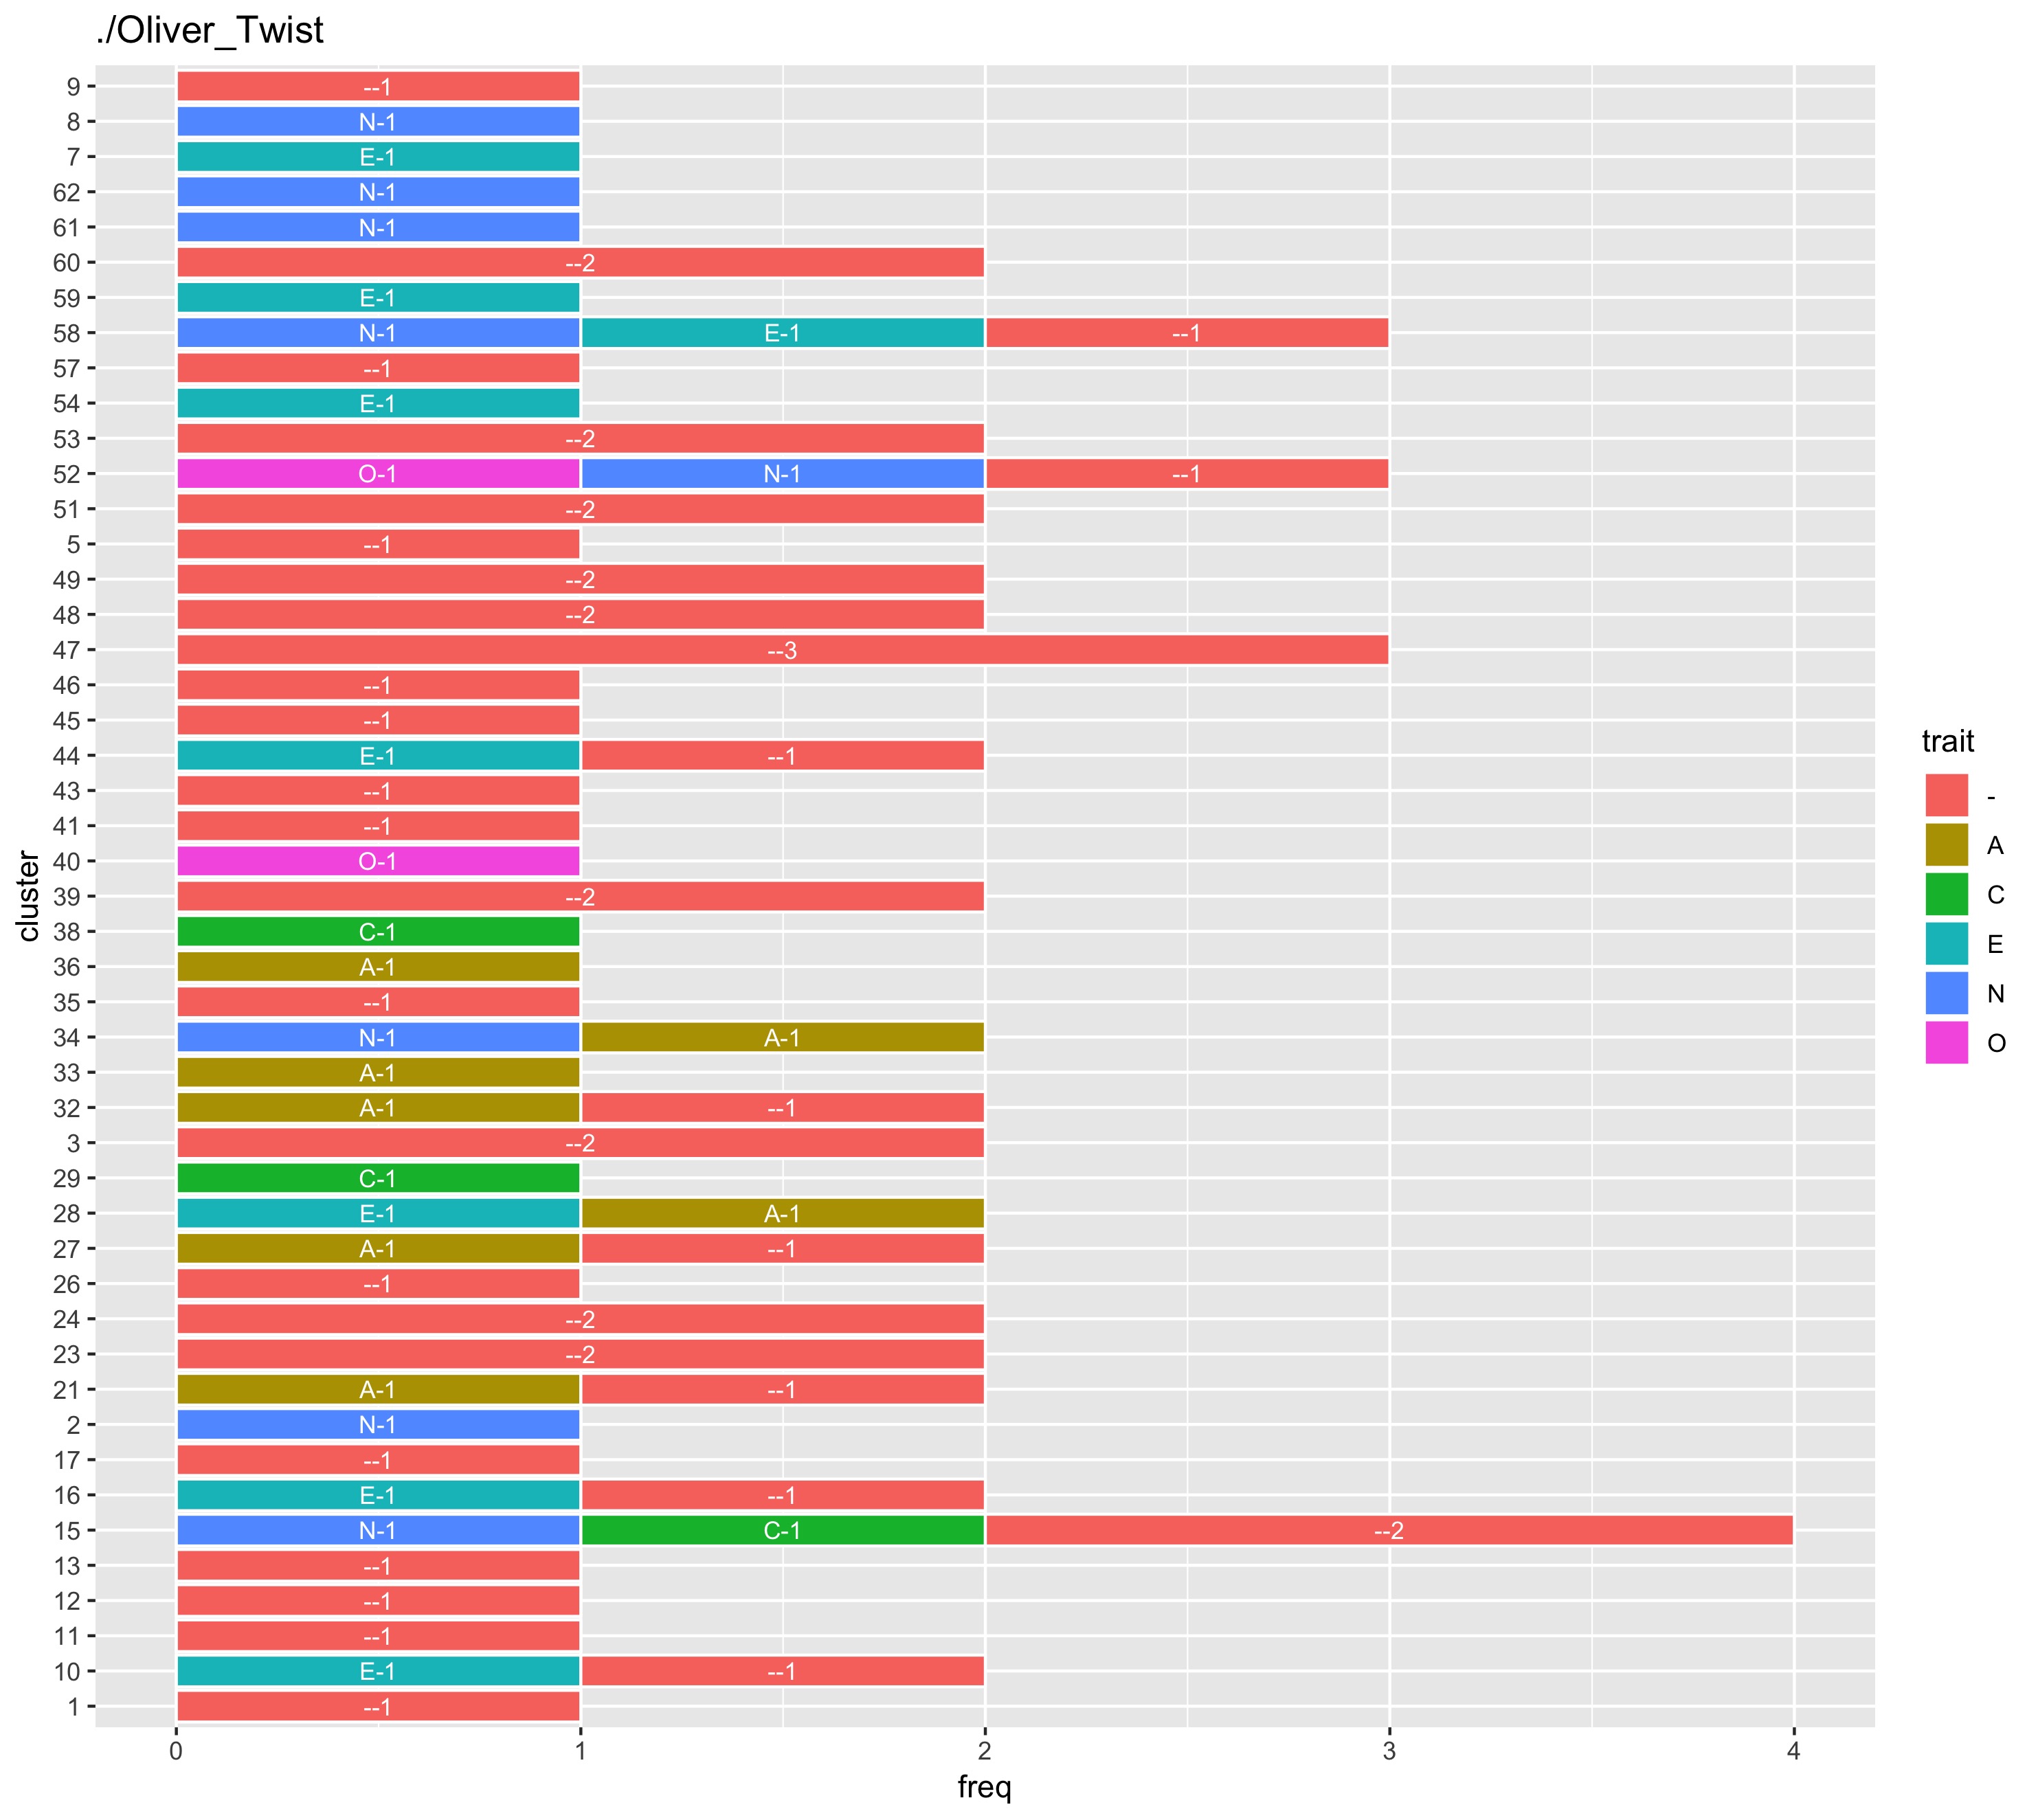 ./Oliver_Twist
9 --1
8 N-1
7 E-1
62 N-1
61 N-1
60 --2
59 E-1
58 N-1 E-1 --1
57 --1
54 E-1
53 --2
52 O-1 N-1 --1
51 --2
5 --1
49 --2
48 --2
47 --3
46 --1
45 --1
44 E-1 --1
43 --1
41 --1
40 O-1
39 --2
38 C-1
36 A-1
35 --1
34 N-1 A-1
33 A-1
32 A-1 --1
3 --2
29 C-1
28 E-1 A-1
27 A-1 --1
26 --1
24 --2
23 --2
21 A-1 --1
2 N-1
17 --1
16 E-1 --1
15 N-1 C-1 --2
13 --1
12 --1
11 --1
10 E-1 --1
1 --1
0 1 2 3 4
freq
cluster
trait
-
A
C
E
N
O